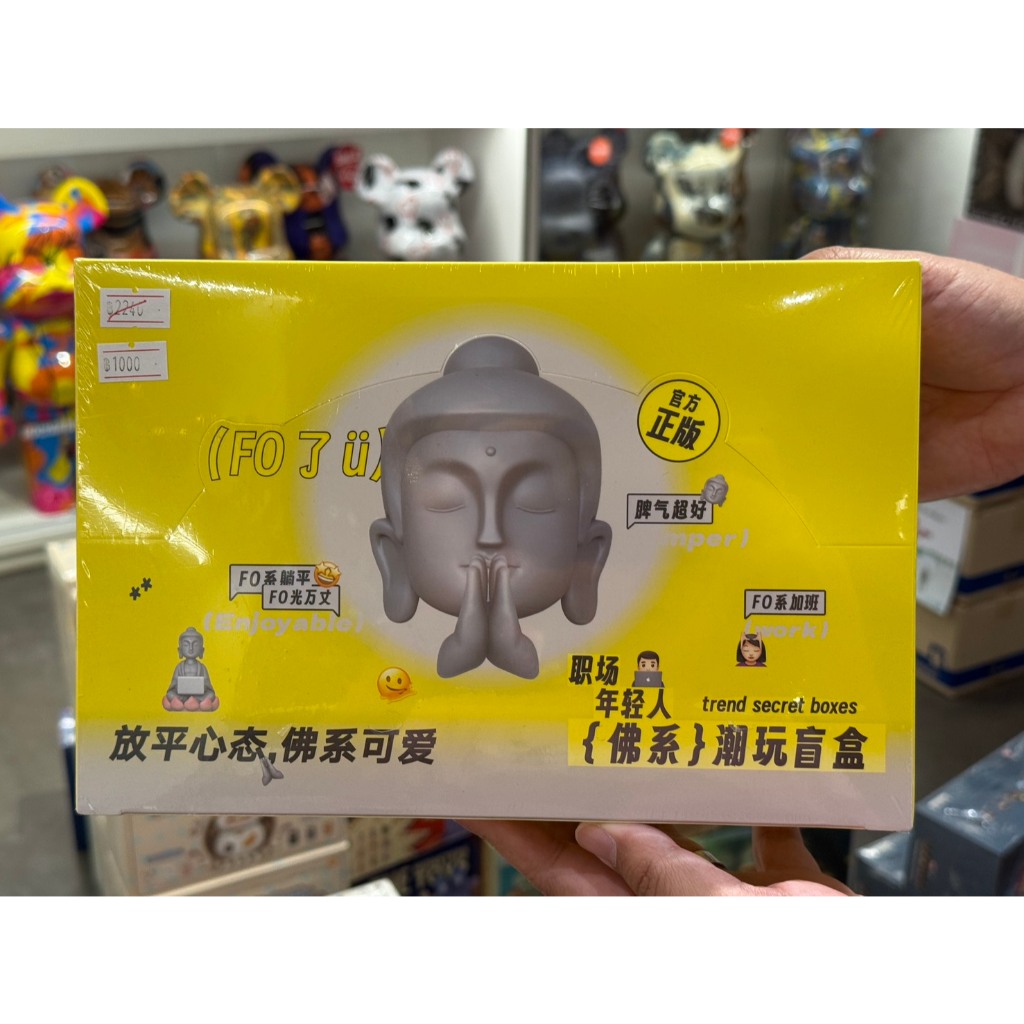 ฿2240
฿1000
(FO了ü)
官方
正版
脾气超好
mper)
FO系躺平
FO光万丈
(Enjoyable)
FO系加班
(work)
职场
年轻人
trend secret boxes
放平心态,佛系可爱
{佛系}潮玩盲盒